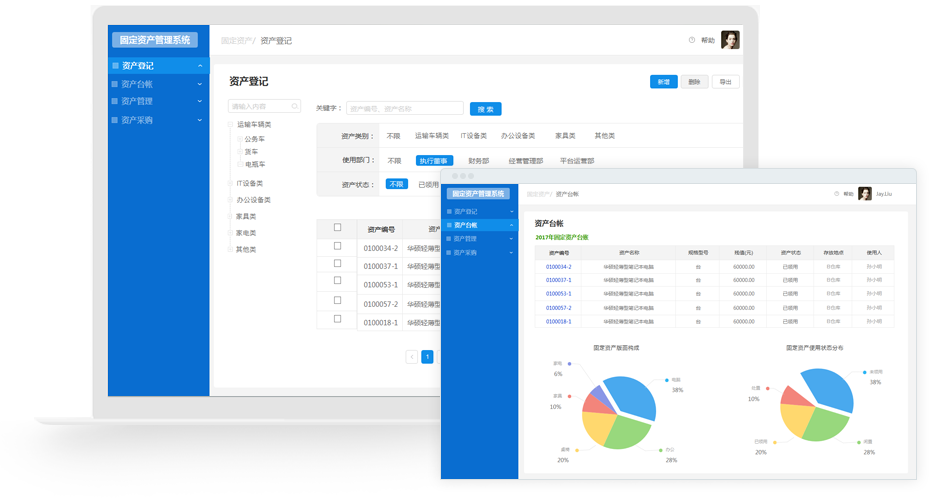 固定资产管理系统
固定资产/ 资产登记
帮助
资产登记
资产台帐
资产管理
资产采购
资产登记
新增
删除
导出
请输入内容
关键字：
资产编号、资产名称
搜 索
运输车辆类
公务车
货车
电瓶车
IT设备类
办公设备类
家具类
家电类
其他类
资产类别： 不限 运输车辆类 IT设备类 办公设备类 家具类 其他类
使用部门： 不限 执行董事 财务部 经营管理部 平台运营部
资产状态： 不限 已领用
资产编号 资产
0100034-2 华硕轻薄型
0100037-1 华硕轻薄型
0100053-1 华硕轻薄型
0100057-2 华硕轻薄型
0100018-1 华硕轻薄型
1
固定资产管理系统
固定资产/ 资产台帐
帮助 Jay,Liu
资产登记
资产台帐
资产管理
资产采购
资产台帐
2017年固定资产台帐
资产编号 资产名称 规格型号 残值(元) 资产状态 存放地点 使用人
0100034-2 华硕轻薄型笔记本电脑 台 60000.00 已领用 B仓库 孙小明
0100037-1 华硕轻薄型笔记本电脑 台 60000.00 已领用 B仓库 孙小明
0100053-1 华硕轻薄型笔记本电脑 台 60000.00 已领用 B仓库 孙小明
0100057-2 华硕轻薄型笔记本电脑 台 60000.00 已领用 B仓库 孙小明
0100018-1 华硕轻薄型笔记本电脑 台 60000.00 已领用 B仓库 孙小明
固定资产版面构成
6%
电脑
38%
家具
10%
20%
办公
28%
固定资产使用状态分布
未领用
38%
处置
10%
已领用
20%
闲置
28%